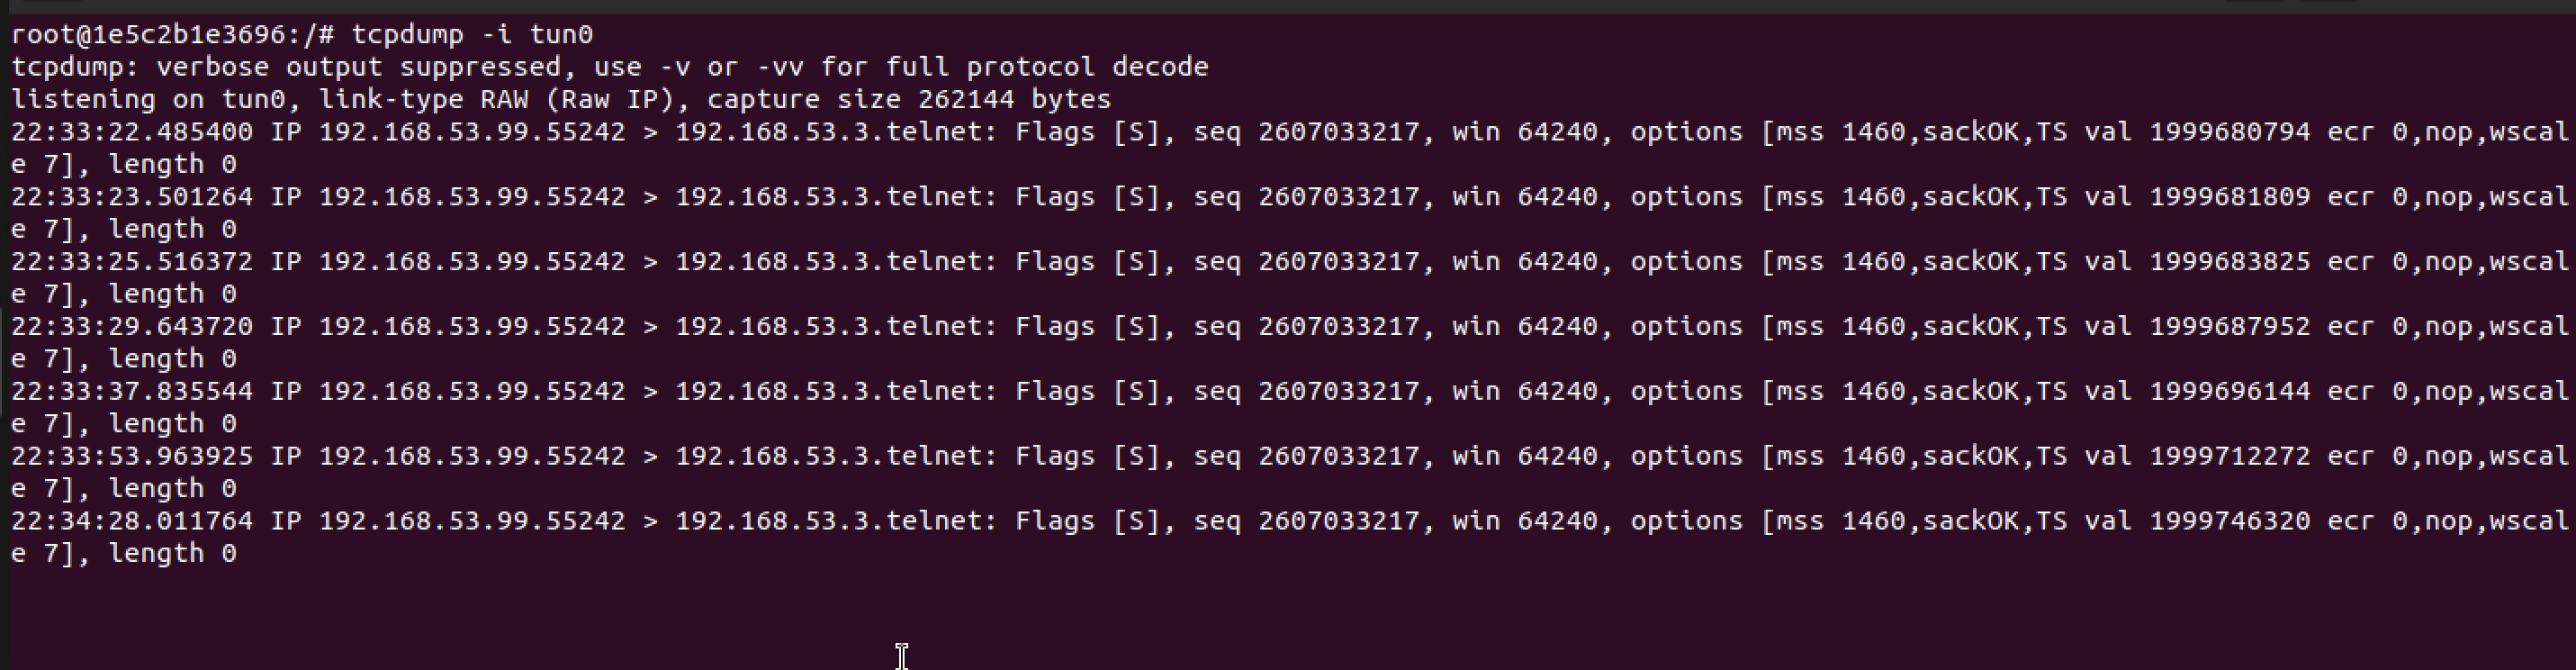 root@1e5c2b1e3696:/# tcpdump -i tun0
tcpdump: verbose output suppressed, use -v or -vv for full protocol decode
listening on tun0, link-type RAW (Raw IP), capture size 262144 bytes
22:33:22.485400 IP 192.168.53.99.55242 > 192.168.53.3.telnet: Flags [S], seq 2607033217, win 64240, options [mss 1460,sackOK,TS val 1999680794 ecr 0,nop,wscal
e 7], length 0
22:33:23.501264 IP 192.168.53.99.55242 > 192.168.53.3.telnet: Flags [S], seq 2607033217, win 64240, options [mss 1460,sackOK,TS val 1999681809 ecr 0,nop,wscal
e 7], length 0
22:33:25.516372 IP 192.168.53.99.55242 > 192.168.53.3.telnet: Flags [S], seq 2607033217, win 64240, options [mss 1460,sackOK,TS val 1999683825 ecr 0,nop,wscal
e 7], length 0
22:33:29.643720 IP 192.168.53.99.55242 > 192.168.53.3.telnet: Flags [S], seq 2607033217, win 64240, options [mss 1460,sackOK,TS val 1999687952 ecr 0,nop,wscal
e 7], length 0
22:33:37.835544 IP 192.168.53.99.55242 > 192.168.53.3.telnet: Flags [S], seq 2607033217, win 64240, options [mss 1460,sackOK,TS val 1999696144 ecr 0,nop,wscal
e 7], length 0
22:33:53.963925 IP 192.168.53.99.55242 > 192.168.53.3.telnet: Flags [S], seq 2607033217, win 64240, options [mss 1460,sackOK,TS val 1999712272 ecr 0,nop,wscal
e 7], length 0
22:34:28.011764 IP 192.168.53.99.55242 > 192.168.53.3.telnet: Flags [S], seq 2607033217, win 64240, options [mss 1460,sackOK,TS val 1999746320 ecr 0,nop,wscal
e 7], length 0